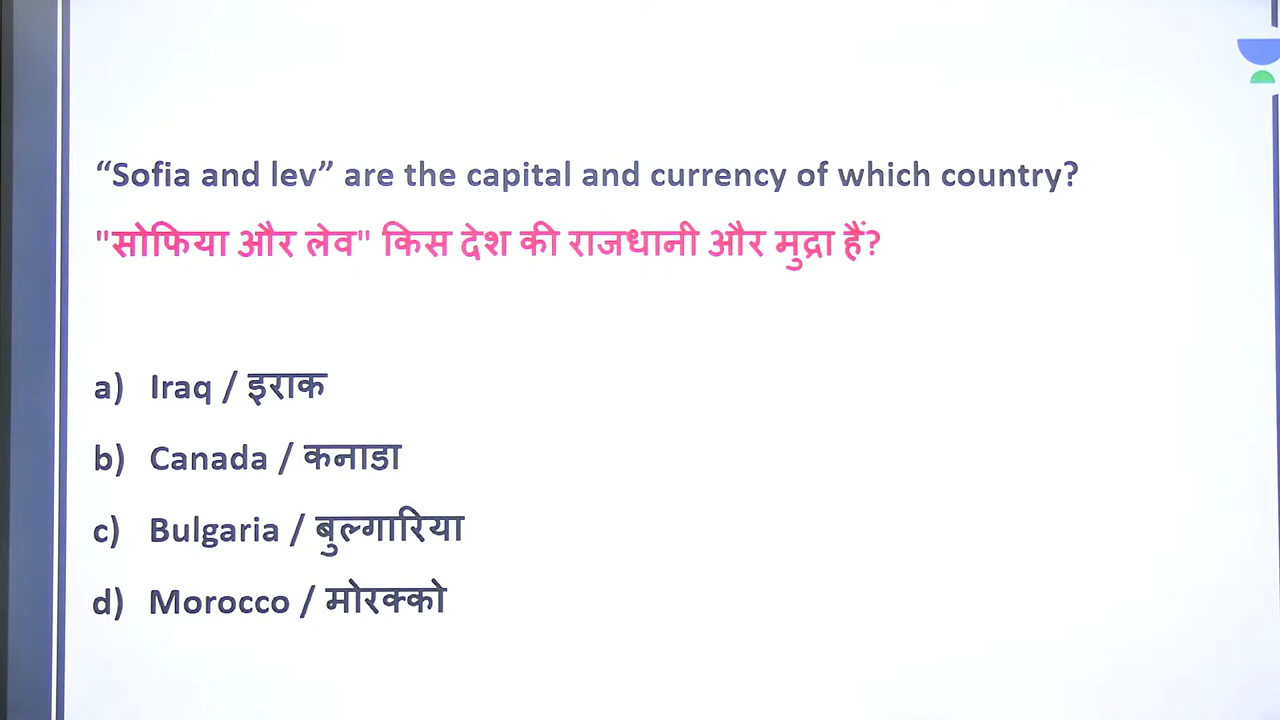 “Sofia and lev” are the capital and currency of which country?
"सोफिया और लेव" किस देश की राजधानी और मुद्रा हैं?
a) Iraq / इराक
b) Canada / कनाडा
c) Bulgaria / बुल्गारिया
d) Morocco / मोरक्को